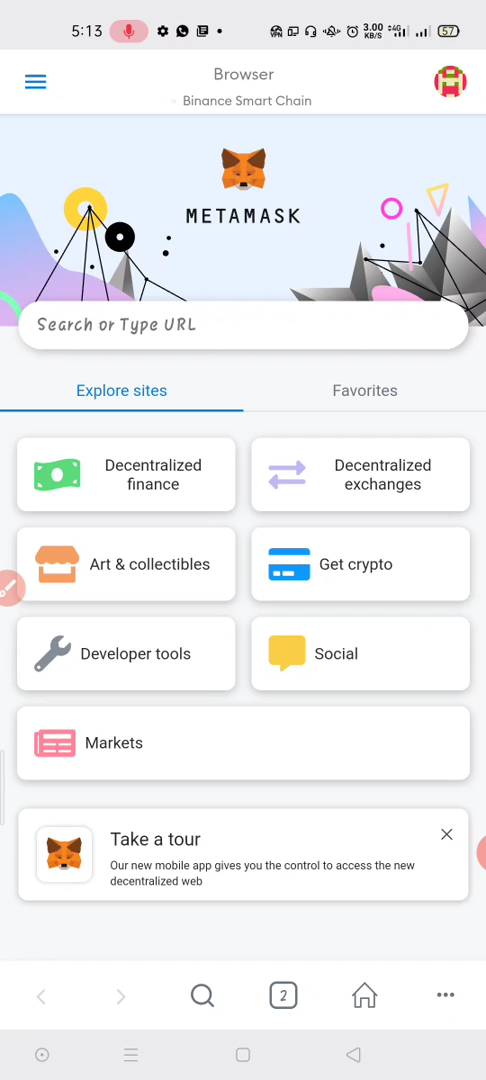 5:13
VPN
3.00
KB/S
4G
57
Browser
Binance Smart Chain
METAMASK
Search or Type URL
Explore sites
Favorites
Decentralized
finance
Decentralized
exchanges
Art & collectibles
Get crypto
Developer tools
Social
Markets
Take a tour
Our new mobile app gives you the control to access the new
decentralized web
2